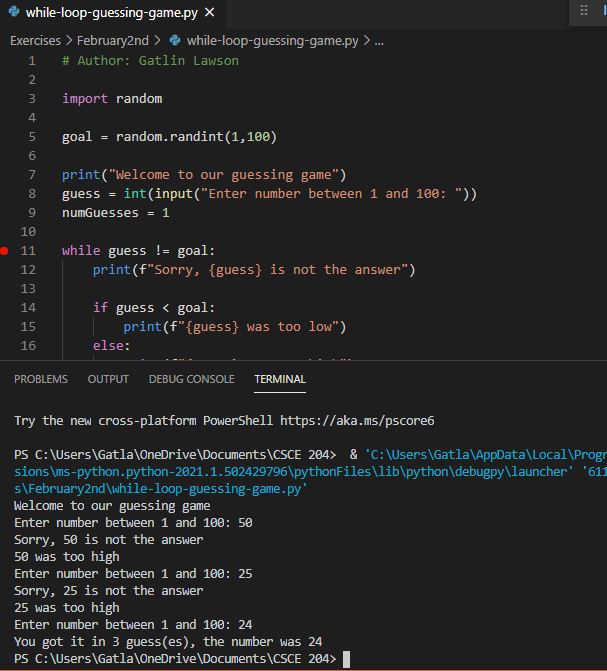 while-loop-guessing-game.py
Exercises > February2nd > while-loop-guessing-game.py > ...
1 # Author: Gatlin Lawson
2
3 import random
4
5 goal = random.randint(1,100)
6
7 print("Welcome to our guessing game")
8 guess = int(input("Enter number between 1 and 100: "))
9 numGuesses = 1
10
11 while guess != goal:
12 print(f"Sorry, {guess} is not the answer")
13
14 if guess < goal:
15 print(f"{guess} was too low")
16 else:
PROBLEMS OUTPUT DEBUG CONSOLE TERMINAL
Try the new cross-platform PowerShell https://aka.ms/pscore6
PS C:\Users\Gatla\OneDrive\Documents\CSCE 204> & 'C:\Users\Gatla\AppData\Local\Progr
sions\ms-python.python-2021.1.502429796\pythonFiles\lib\python\debugpy\launcher' '611
s\February2nd\while-loop-guessing-game.py'
Welcome to our guessing game
Enter number between 1 and 100: 50
Sorry, 50 is not the answer
50 was too high
Enter number between 1 and 100: 25
Sorry, 25 is not the answer
25 was too high
Enter number between 1 and 100: 24
You got it in 3 guess(es), the number was 24
PS C:\Users\Gatla\OneDrive\Documents\CSCE 204>